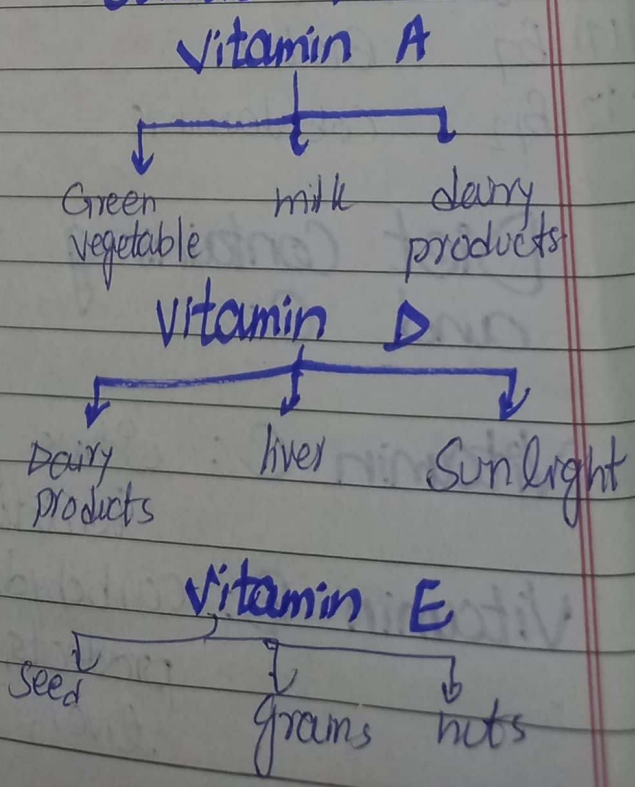 Vitamin A
Green milk dairy
vegetable products
Vitamin D
Dairy liver Sunlight
products
Vitamin E
seed
grains nuts